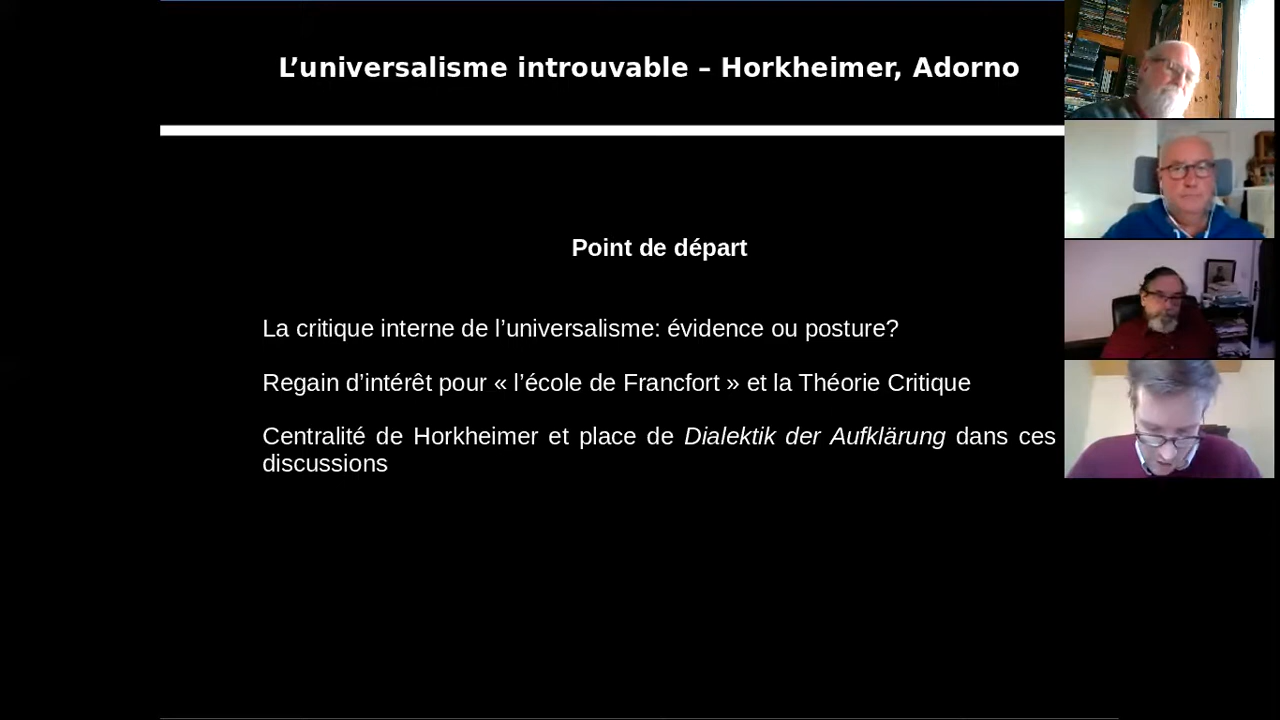 L’universalisme introuvable – Horkheimer, Adorno
Point de départ
La critique interne de l’universalisme: évidence ou posture?
Regain d’intérêt pour « l’école de Francfort » et la Théorie Critique
Centralité de Horkheimer et place de Dialektik der Aufklärung dans ces
discussions